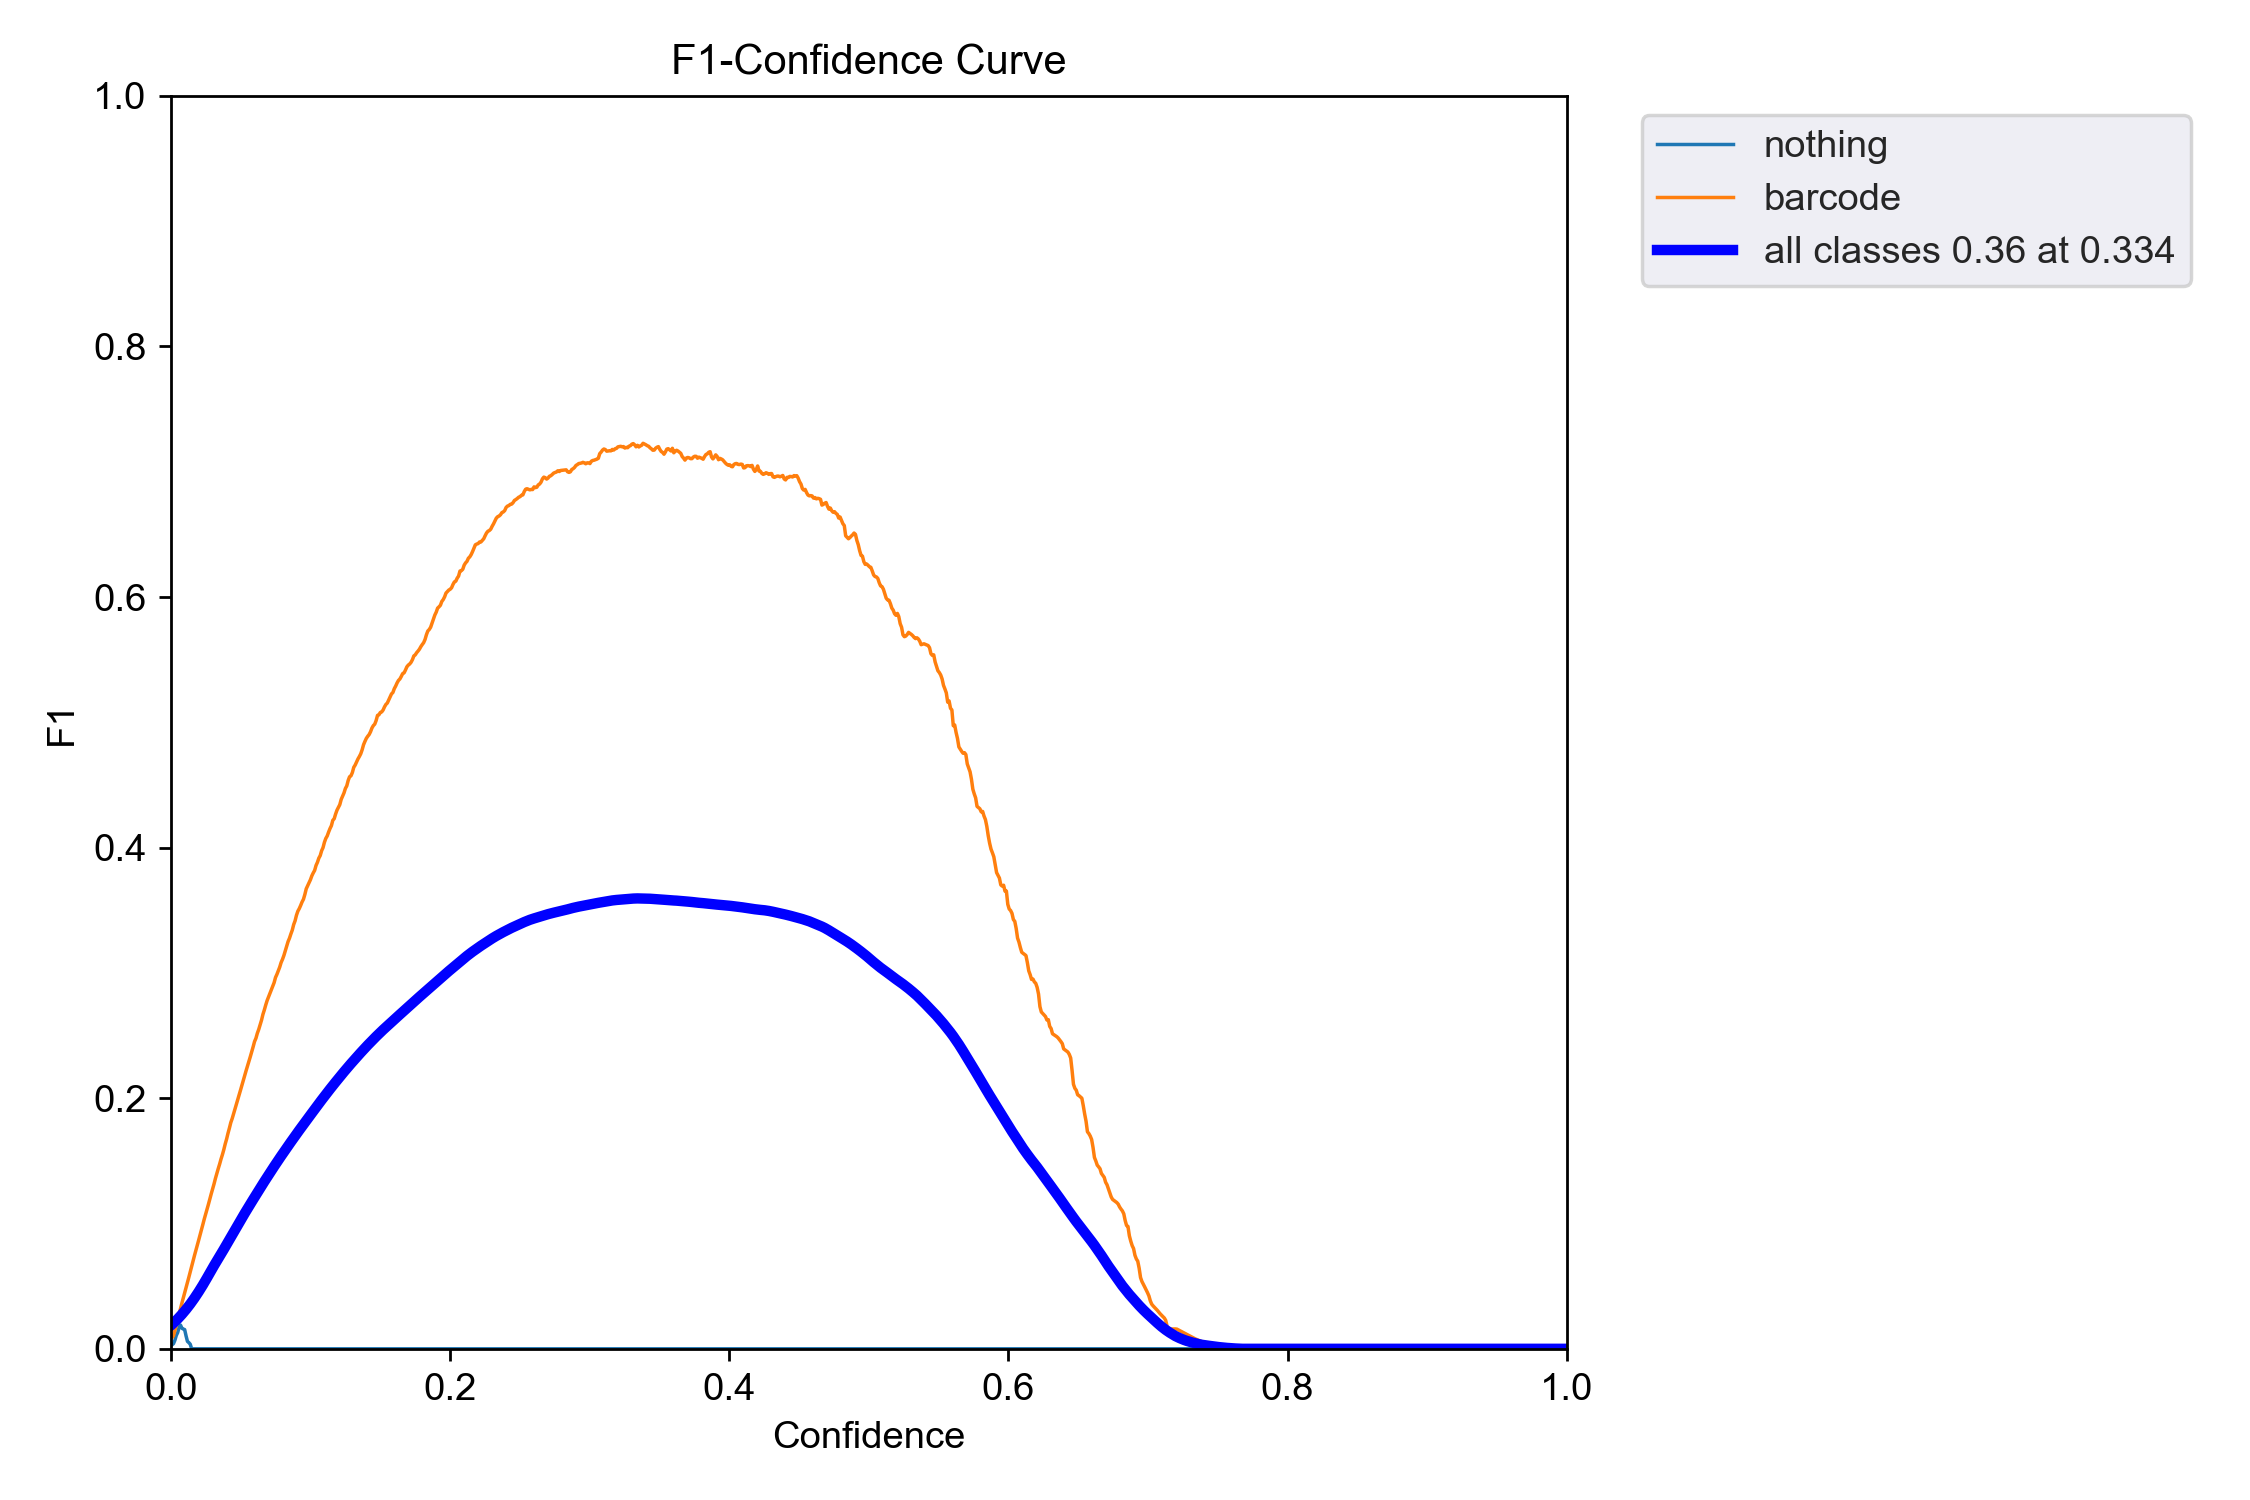 F1-Confidence Curve
1.0
0.8
0.6
0.4
0.2
0.0
F1
0.0 0.2 0.4 0.6 0.8 1.0
Confidence
nothing
barcode
all classes 0.36 at 0.334